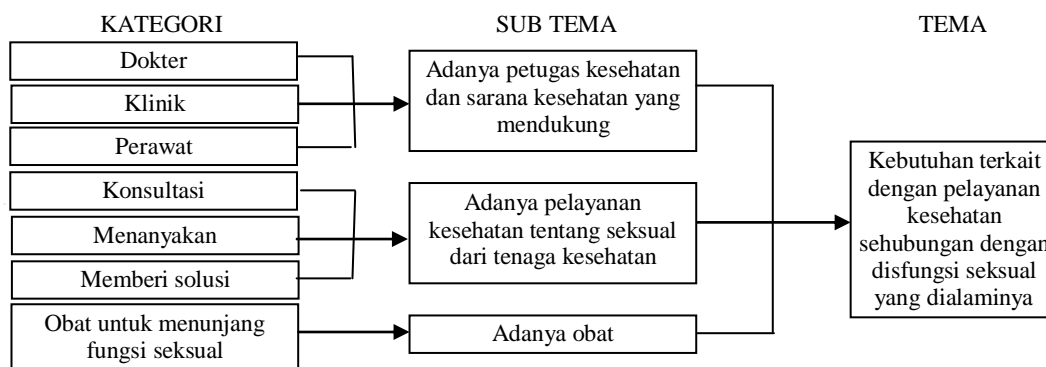 KATEGORI
SUB TEMA
TEMA
Dokter
Klinik
Perawat
Konsultasi
Menanyakan
Memberi solusi
Obat untuk menunjang
fungsi seksual
Adanya petugas kesehatan
dan sarana kesehatan yang
mendukung
Adanya pelayanan
kesehatan tentang seksual
dari tenaga kesehatan
Adanya obat
Kebutuhan terkait
dengan pelayanan
kesehatan
sehubungan dengan
disfungsi seksual
yang dialaminya